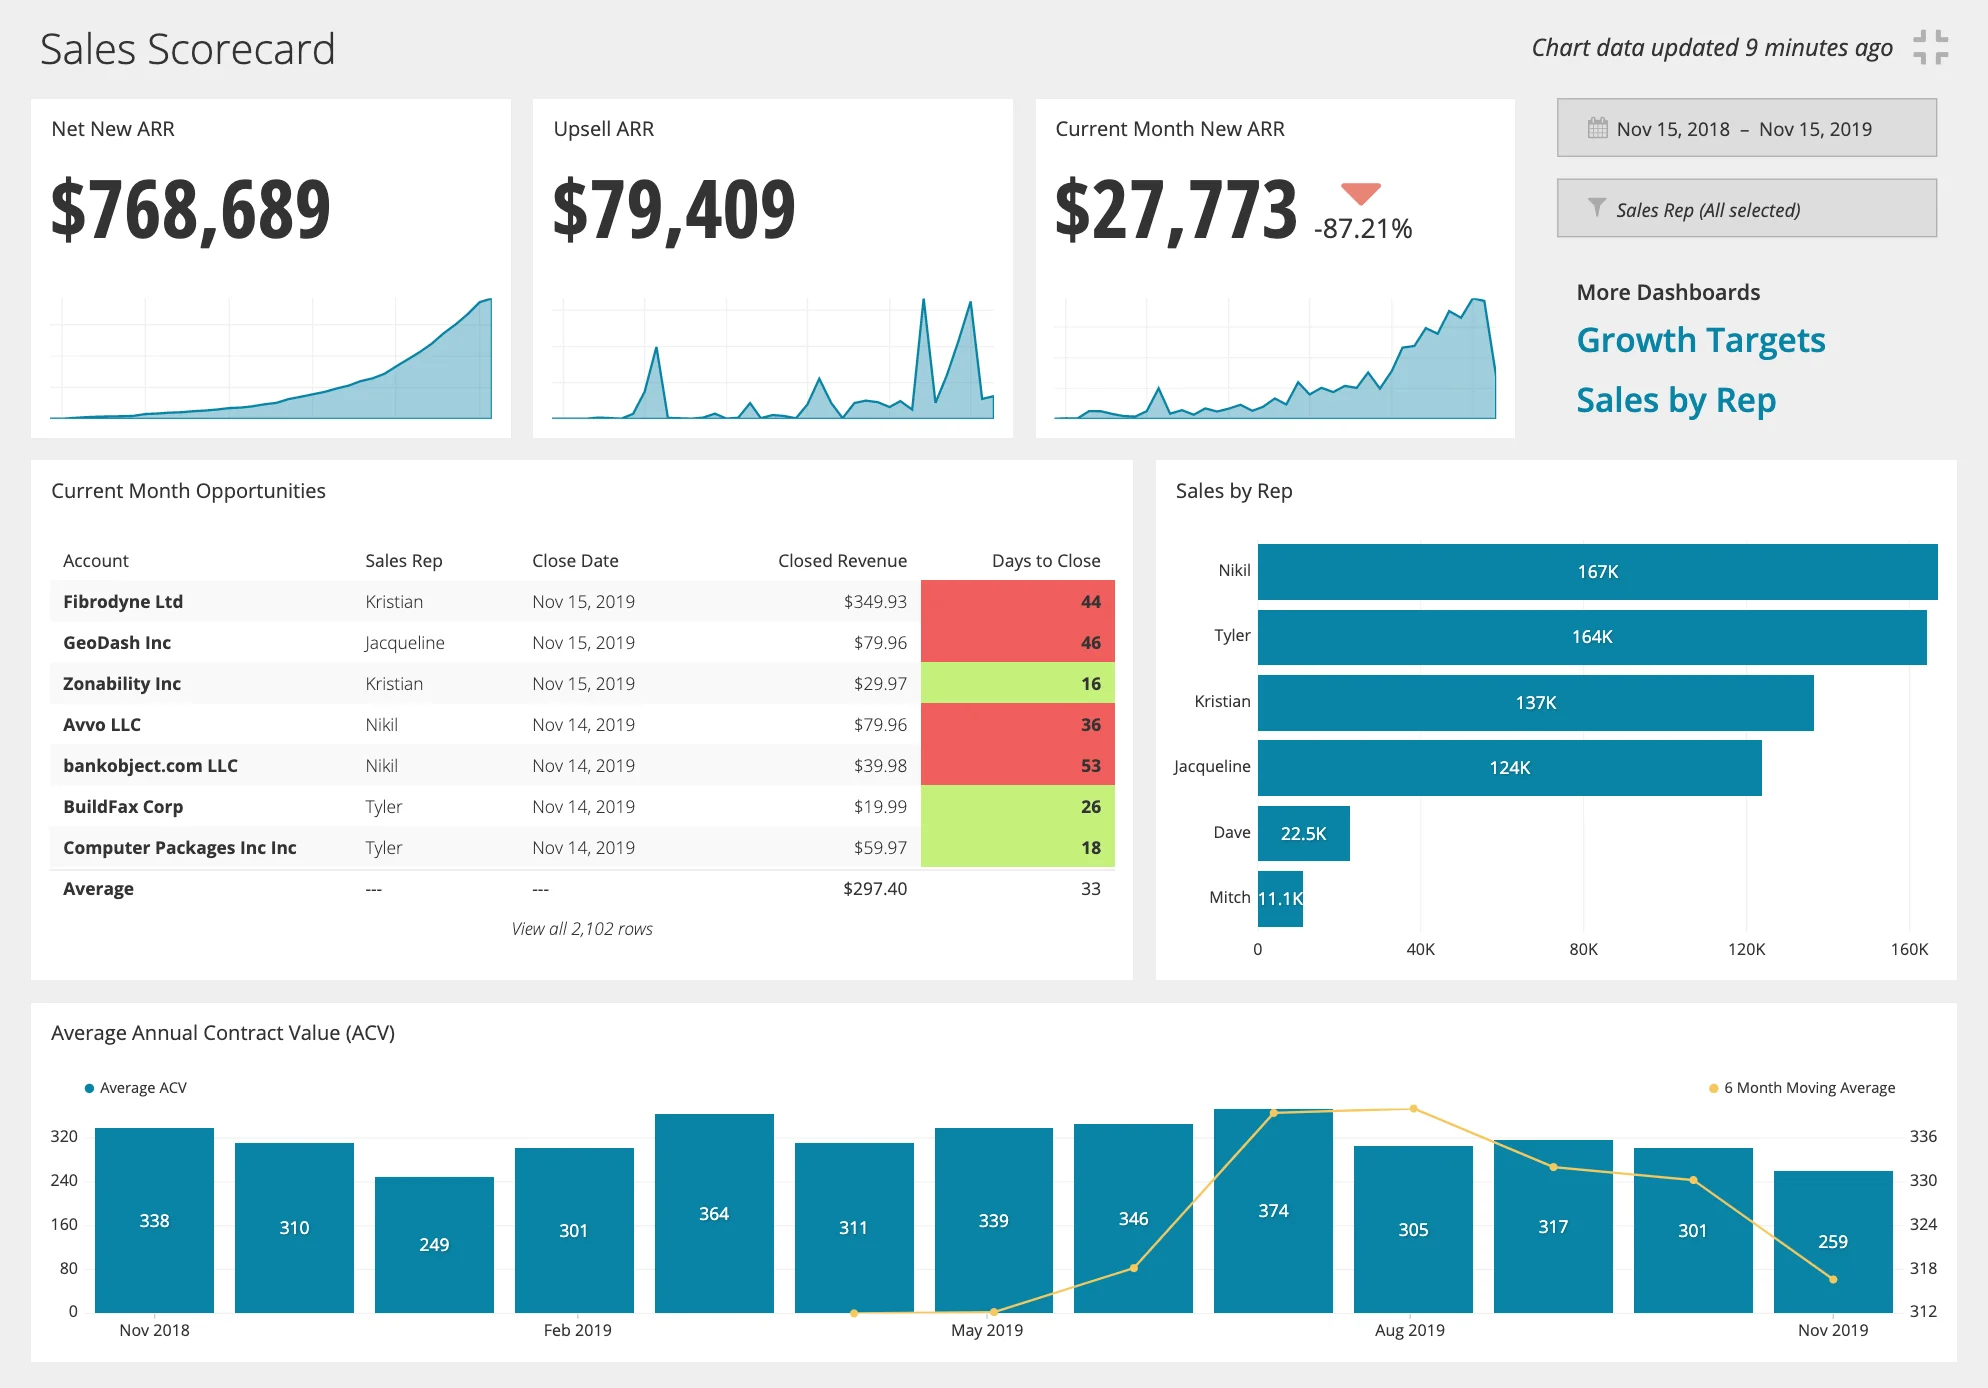 Sales Scorecard
Chart data updated 9 minutes ago
Net New ARR
$768,689
Upsell ARR
$79,409
Current Month New ARR
$27,773
-87.21%
Nov 15, 2018 – Nov 15, 2019
Sales Rep (All selected)
More Dashboards
Growth Targets
Sales by Rep
Current Month Opportunities
Account Sales Rep Close Date Closed Revenue Days to Close
Fibrodyne Ltd Kristian Nov 15, 2019 $349.93 44
GeoDash Inc Jacqueline Nov 15, 2019 $79.96 46
Zonability Inc Kristian Nov 15, 2019 $29.97 16
Avvo LLC Nikil Nov 14, 2019 $79.96 36
bankobject.com LLC Nikil Nov 14, 2019 $39.98 53
BuildFax Corp Tyler Nov 14, 2019 $19.99 26
Computer Packages Inc Inc Tyler Nov 14, 2019 $59.97 18
Average --- --- $297.40 33
View all 2,102 rows
Sales by Rep
Nikil 167K
Tyler 164K
Kristian 137K
Jacqueline 124K
Dave 22.5K
Mitch 11.1K
0 40K 80K 120K 160K
Average Annual Contract Value (ACV)
Average ACV
6 Month Moving Average
320
240
160
80
0
338 310 249 301 364 311 339 346 374 305 317 301 259
336
330
324
318
312
Nov 2018 Feb 2019 May 2019 Aug 2019 Nov 2019